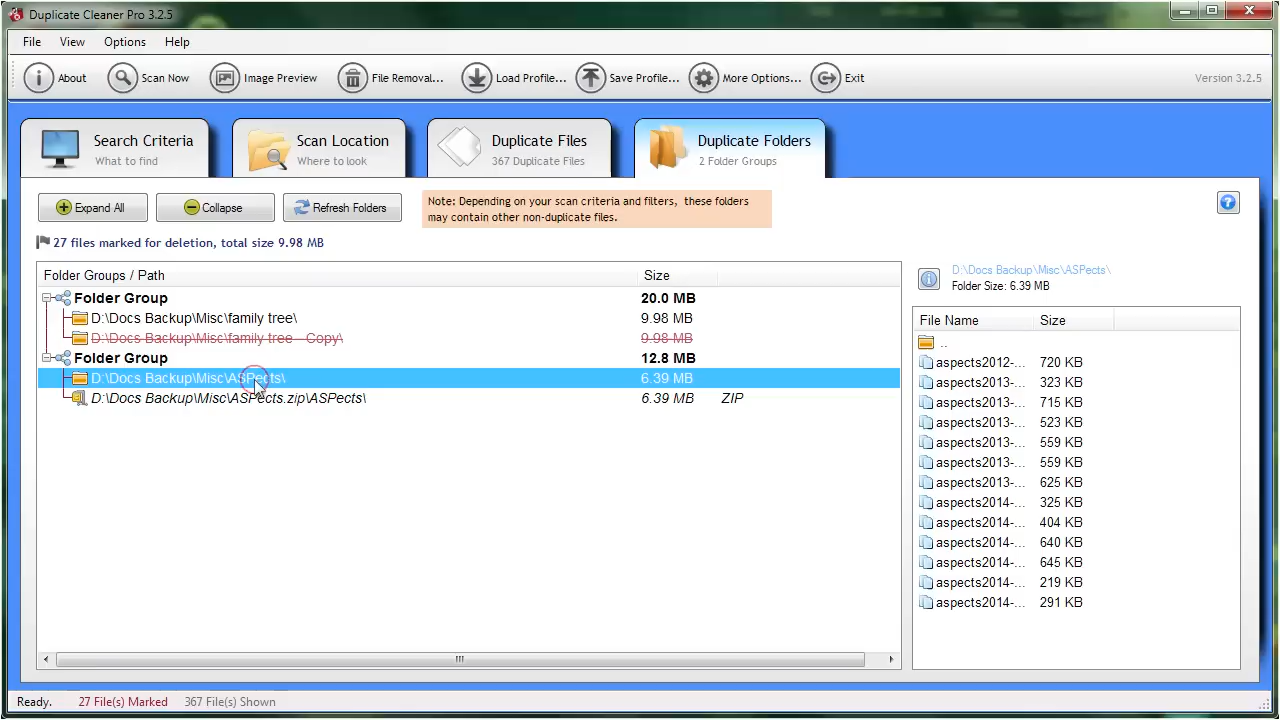 Duplicate Cleaner Pro 3.2.5
File View Options Help
About Scan Now Image Preview File Removal... Load Profile... Save Profile... More Options... Exit Version 3.2.5
Search Criteria
What to find
Scan Location
Where to look
Duplicate Files
367 Duplicate Files
Duplicate Folders
2 Folder Groups
Expand All Collapse Refresh Folders
Note: Depending on your scan criteria and filters, these folders
may contain other non-duplicate files.
?
27 files marked for deletion, total size 9.98 MB
Folder Groups / Path Size
Folder Group 20.0 MB
D:\Docs Backup\Misc\family tree\ 9.98 MB
D:\Docs Backup\Misc\family tree - Copy\ 9.98 MB
Folder Group 12.8 MB
D:\Docs Backup\Misc\ASPects\ 6.39 MB
D:\Docs Backup\Misc\ASPects.zip\ASPects\ 6.39 MB ZIP
D:\Docs Backup\Misc\ASPects\
Folder Size: 6.39 MB
File Name Size
..
aspects2012-... 720 KB
aspects2013-... 323 KB
aspects2013-... 715 KB
aspects2013-... 523 KB
aspects2013-... 559 KB
aspects2013-... 559 KB
aspects2013-... 625 KB
aspects2014-... 325 KB
aspects2014-... 404 KB
aspects2014-... 640 KB
aspects2014-... 645 KB
aspects2014-... 219 KB
aspects2014-... 291 KB
Ready. 27 File(s) Marked 367 File(s) Shown